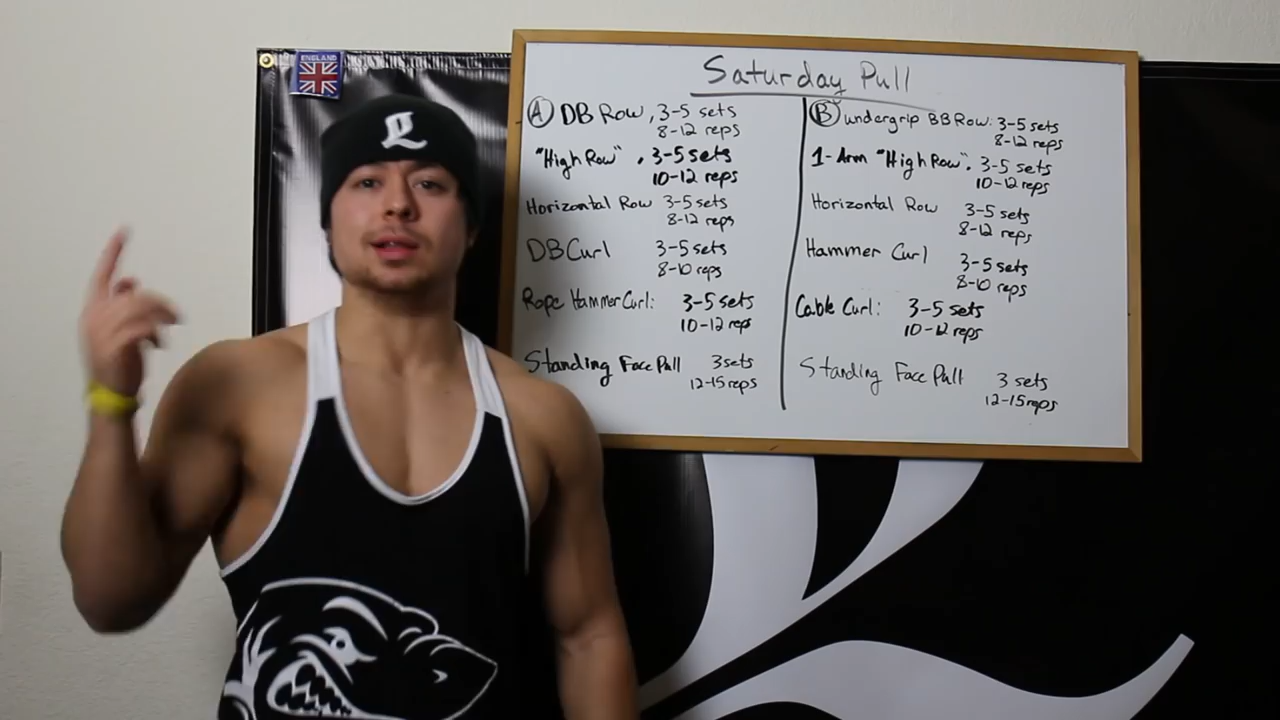 ENGLAND
L
Saturday Pull
A DB Row, 3-5 sets
8-12 reps
"High Row", 3-5 sets
10-12 reps
Horizontal Row 3-5 sets
8-12 reps
DB Curl 3-5 sets
8-10 reps
Rope Hammer Curl: 3-5 sets
10-12 reps
Standing Face Pull 3 sets
12-15 reps
B undergrip BB Row: 3-5 sets
8-12 reps
1-Arm "High Row". 3-5 sets
10-12 reps
Horizontal Row 3-5 sets
8-12 reps
Hammer Curl 3-5 sets
8-10 reps
Cable Curl: 3-5 sets
10-12 reps
Standing Face Pull 3 sets
12-15 reps